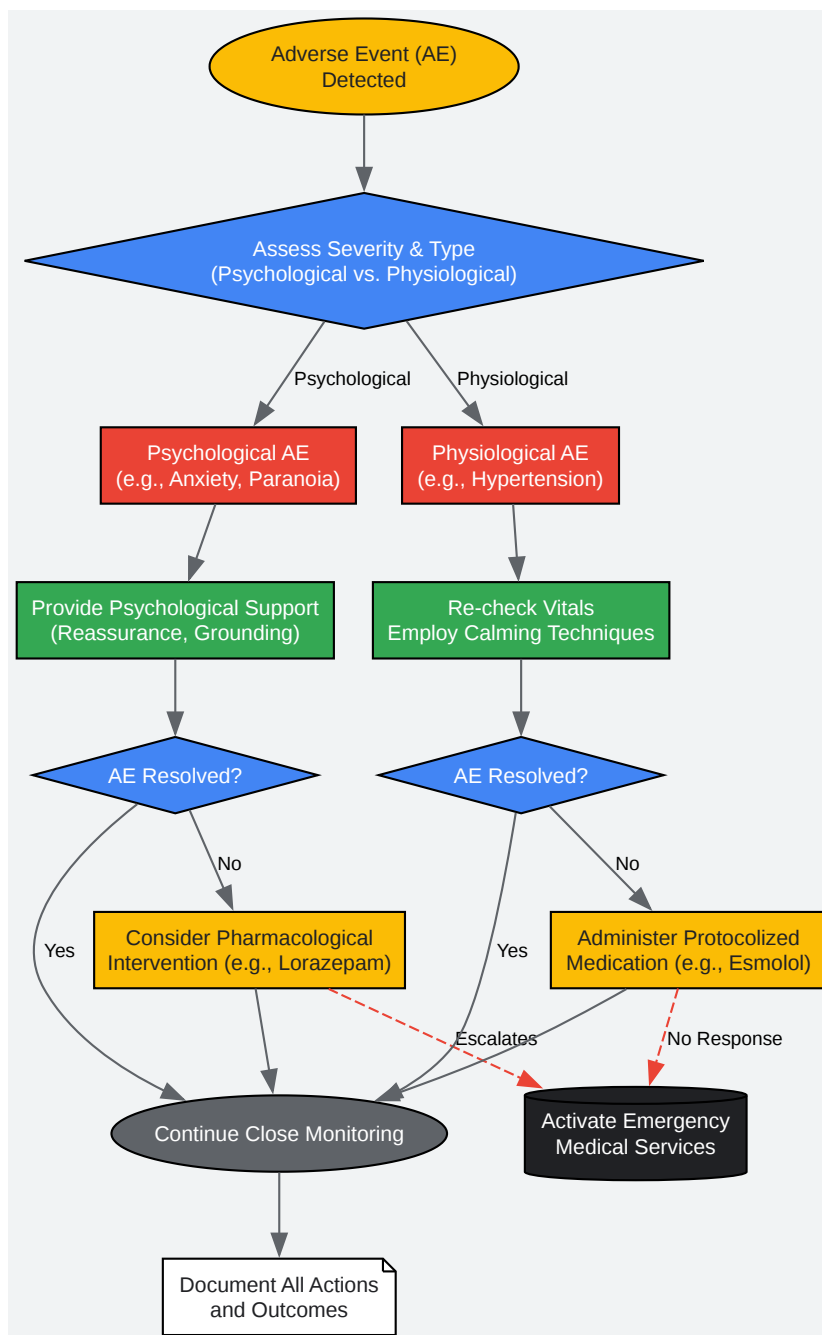 Adverse Event (AE)
Detected
Assess Severity & Type
(Psychological vs. Physiological)
Psychological
Physiological
Psychological AE
(e.g., Anxiety, Paranoia)
Physiological AE
(e.g., Hypertension)
Provide Psychological Support
(Reassurance, Grounding)
Re-check Vitals
Employ Calming Techniques
AE Resolved?
AE Resolved?
No
No
Yes
Consider Pharmacological
Intervention (e.g., Lorazepam)
Yes
Administer Protocolized
Medication (e.g., Esmolol)
Escalates
No Response
Continue Close Monitoring
Activate Emergency
Medical Services
Document All Actions
and Outcomes